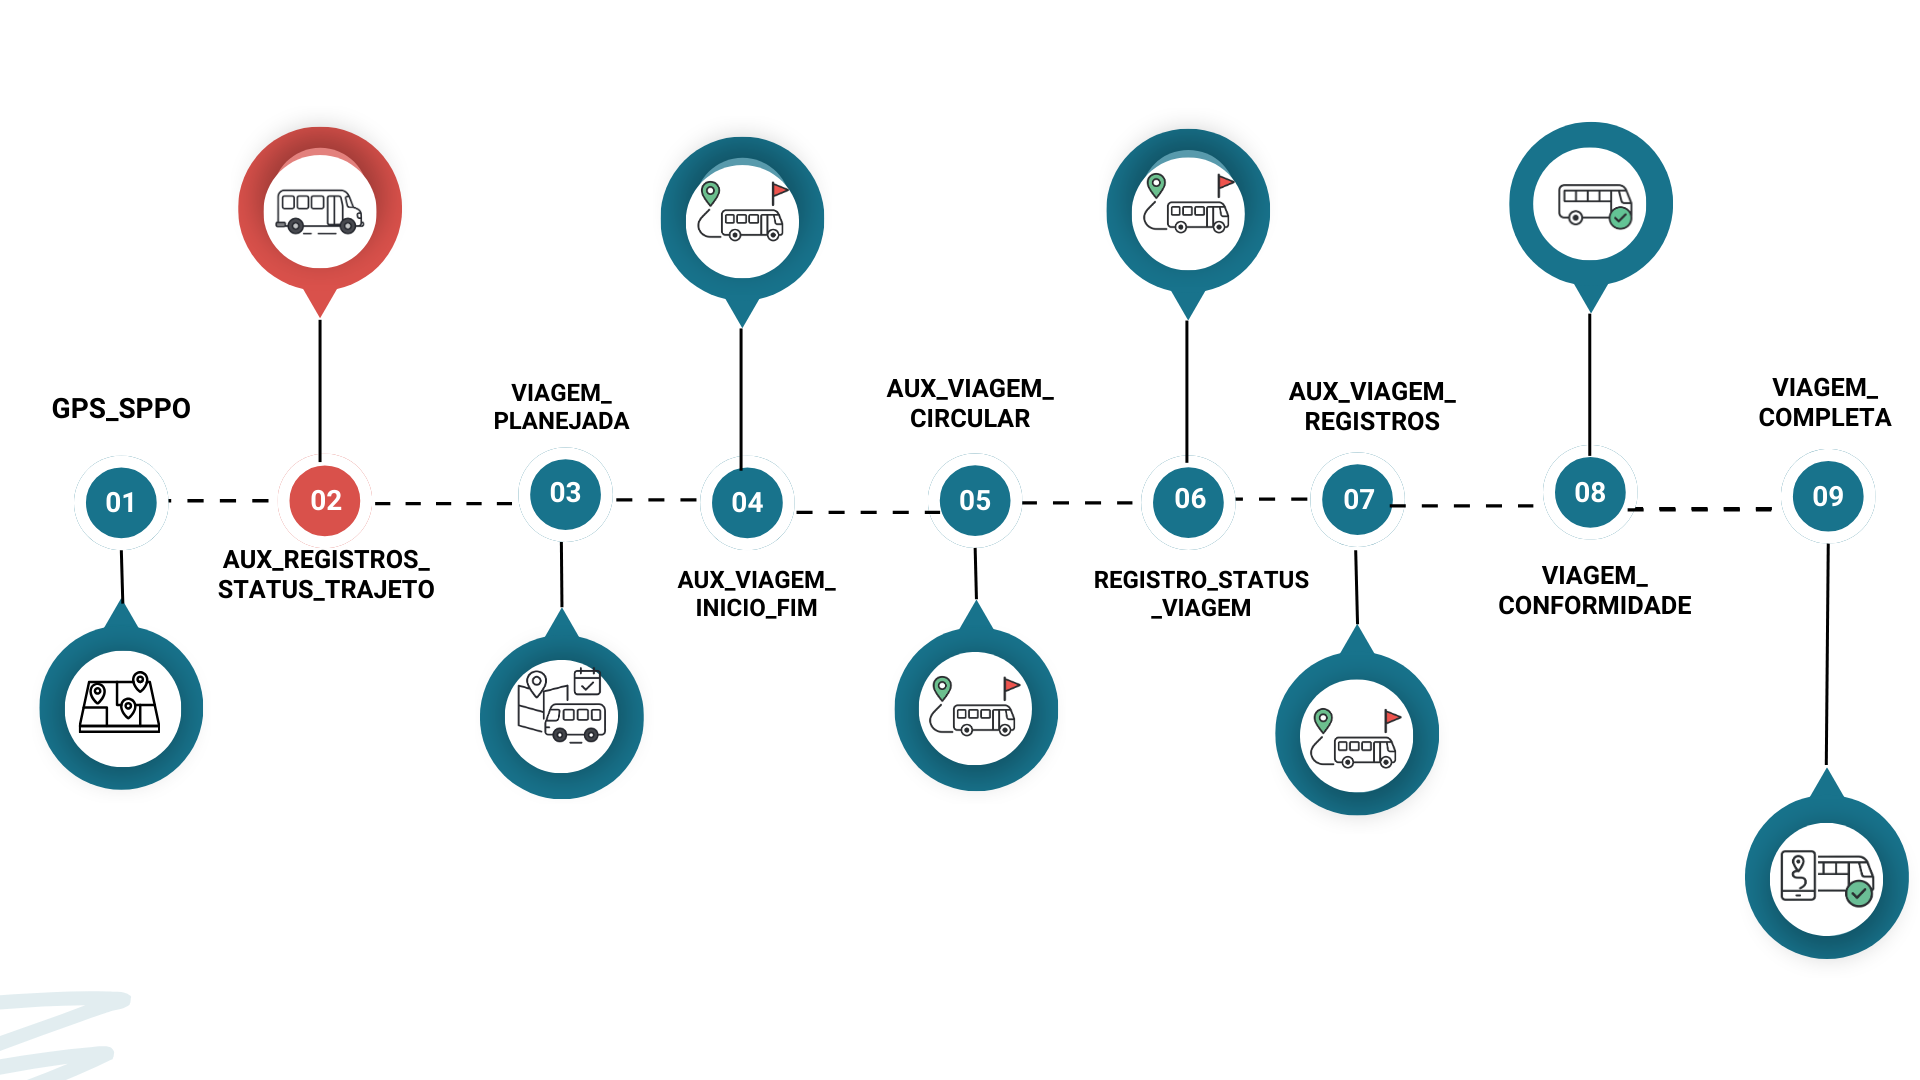 GPS_SPPO
01
02
AUX_REGISTROS_
STATUS_TRAJETO
VIAGEM_
PLANEJADA
03
04
AUX_VIAGEM_
INICIO_FIM
AUX_VIAGEM_
CIRCULAR
05
06
REGISTRO_STATUS
_VIAGEM
AUX_VIAGEM_
REGISTROS
07
08
VIAGEM_
CONFORMIDADE
VIAGEM_
COMPLETA
09